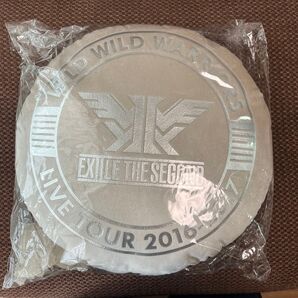 WILD WILD WARRIORS
EXILE THE SECOND
LIVE TOUR 2016-2017